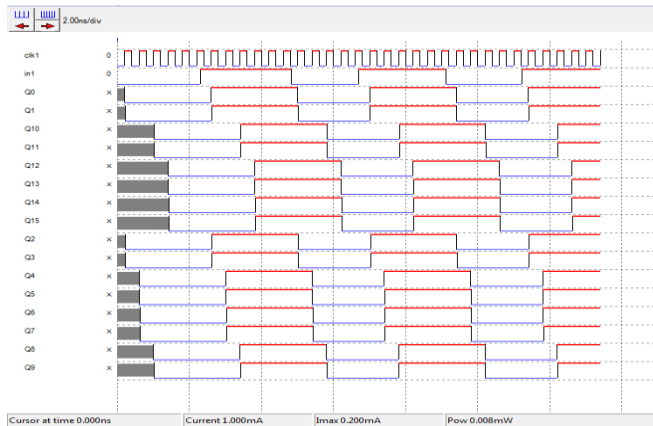 2.00ns/div
clk1 0
in1 0
Q0 ×
Q1 ×
Q10 ×
Q11 ×
Q12 ×
Q13 ×
Q14 ×
Q15 ×
Q2 ×
Q3 ×
Q4 ×
Q5 ×
Q6 ×
Q7 ×
Q8 ×
Q9 ×
Cursor at time 0.000ns Current 1.000mA Imax 0.200mA Pow 0.008mW